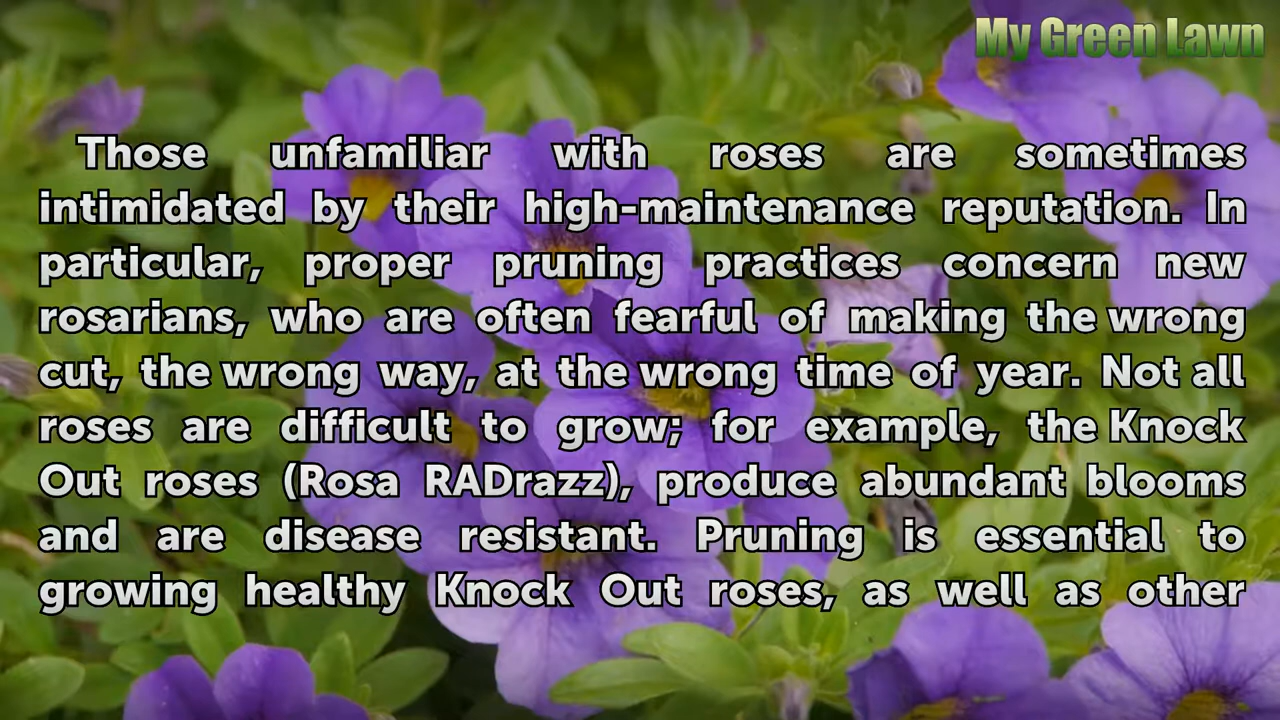 My Green Lawn
Those unfamiliar with roses are sometimes
intimidated by their high-maintenance reputation. In
particular, proper pruning practices concern new
rosarians, who are often fearful of making the wrong
cut, the wrong way, at the wrong time of year. Not all
roses are difficult to grow; for example, the Knock
Out roses (Rosa RADrazz), produce abundant blooms
and are disease resistant. Pruning is essential to
growing healthy Knock Out roses, as well as other